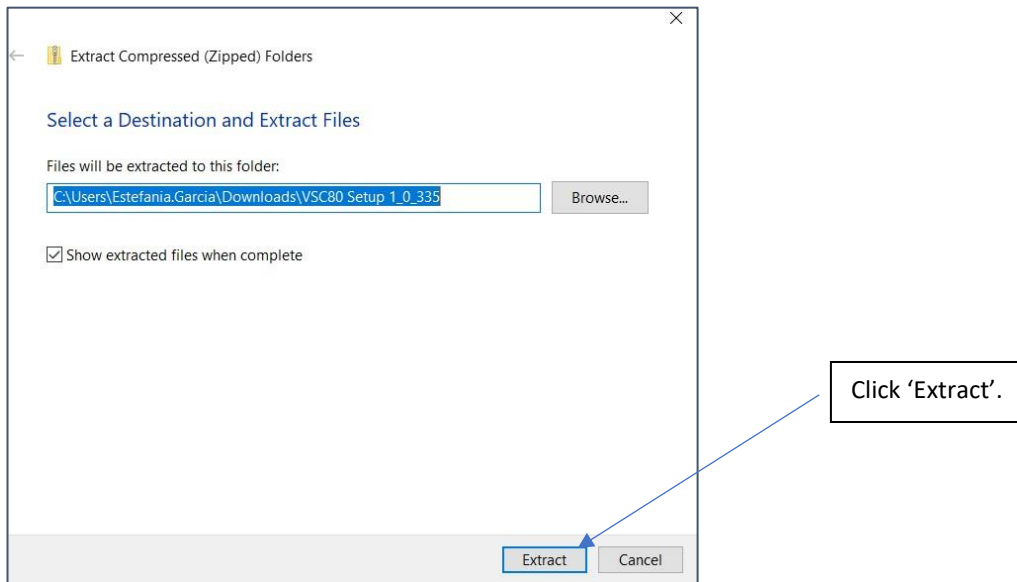 Extract Compressed (Zipped) Folders
Select a Destination and Extract Files
Files will be extracted to this folder:
C:\Users\Estefania.Garcia\Downloads\VSC80 Setup 1_0_335
Browse...
Show extracted files when complete
Click ‘Extract’.
Extract
Cancel